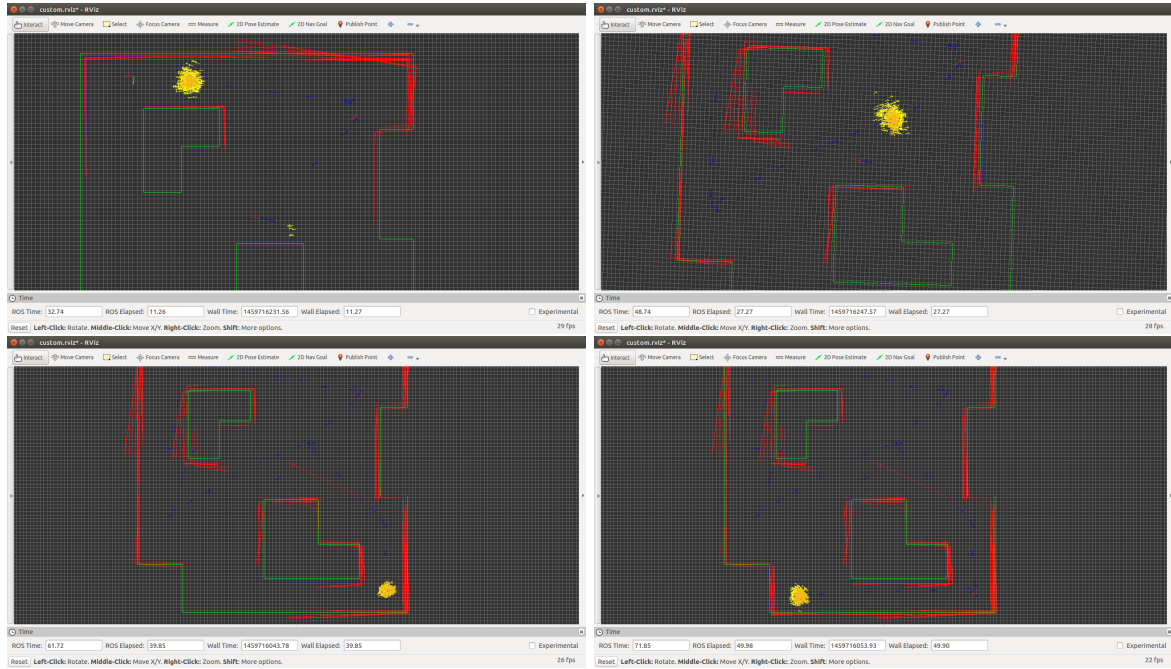 custom.rviz* - RViz
Interact Move Camera Select Focus Camera Measure 2D Pose Estimate 2D Nav Goal Publish Point
Time
ROS Time: 32.74 ROS Elapsed: 11.26 Wall Time: 1459716231.56 Wall Elapsed: 11.27 Experimental
Reset Left-Click: Rotate. Middle-Click: Move X/Y. Right-Click: Zoom. Shift: More options. 29 fps
custom.rviz* - RViz
Interact Move Camera Select Focus Camera Measure 2D Pose Estimate 2D Nav Goal Publish Point
Time
ROS Time: 48.74 ROS Elapsed: 27.27 Wall Time: 1459716247.57 Wall Elapsed: 27.27 Experimental
Reset Left-Click: Rotate. Middle-Click: Move X/Y. Right-Click: Zoom. Shift: More options. 28 fps
custom.rviz* - RViz
Interact Move Camera Select Focus Camera Measure 2D Pose Estimate 2D Nav Goal Publish Point
Time
ROS Time: 61.72 ROS Elapsed: 39.85 Wall Time: 1459716043.78 Wall Elapsed: 39.85 Experimental
Reset Left-Click: Rotate. Middle-Click: Move X/Y. Right-Click: Zoom. Shift: More options. 26 fps
custom.rviz* - RViz
Interact Move Camera Select Focus Camera Measure 2D Pose Estimate 2D Nav Goal Publish Point
Time
ROS Time: 71.85 ROS Elapsed: 49.98 Wall Time: 1459716053.93 Wall Elapsed: 49.90 Experimental
Reset Left-Click: Rotate. Middle-Click: Move X/Y. Right-Click: Zoom. Shift: More options. 22 fps